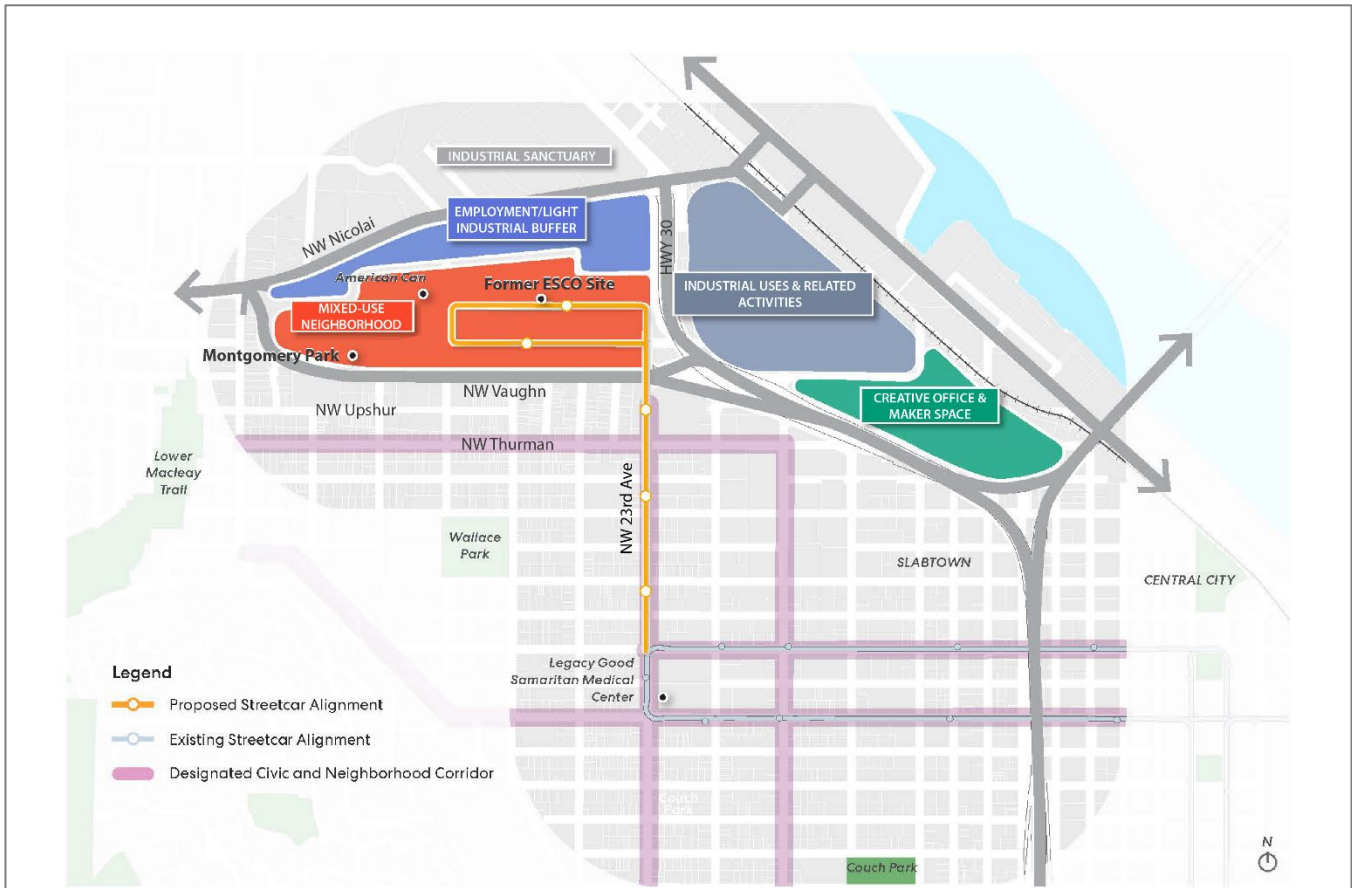 INDUSTRIAL SANCTUARY
EMPLOYMENT/LIGHT
INDUSTRIAL BUFFER
NW Nicolai
HWY 30
American Can
Former ESCO Site
INDUSTRIAL USES & RELATED
ACTIVITIES
MIXED-USE
NEIGHBORHOOD
Montgomery Park
NW Vaughn
CREATIVE OFFICE &
MAKER SPACE
NW Upshur
NW Thurman
Lower
Macleay
Trail
NW 23rd Ave
Wallace
Park
SLABTOWN
CENTRAL CITY
Legacy Good
Samaritan Medical
Center
Legend
Proposed Streetcar Alignment
Existing Streetcar Alignment
Designated Civic and Neighborhood Corridor
Couch
Park
N
Couch Park